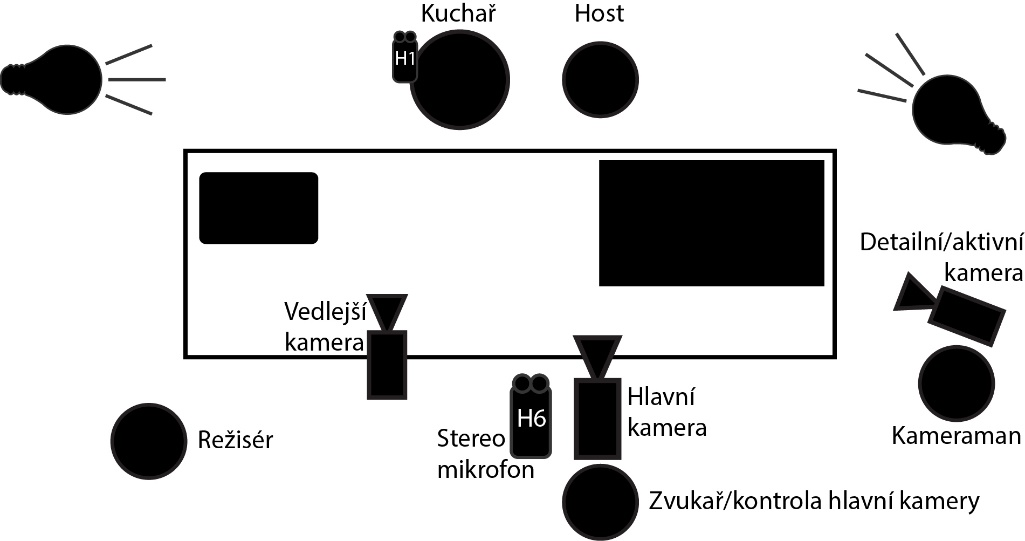 Kuchař
Host
H1
Detailní/aktivní
kamera
Vedlejší
kamera
Hlavní
kamera
H6
Stereo
mikrofon
Režisér
Kameraman
Zvukař/kontrola hlavní kamery